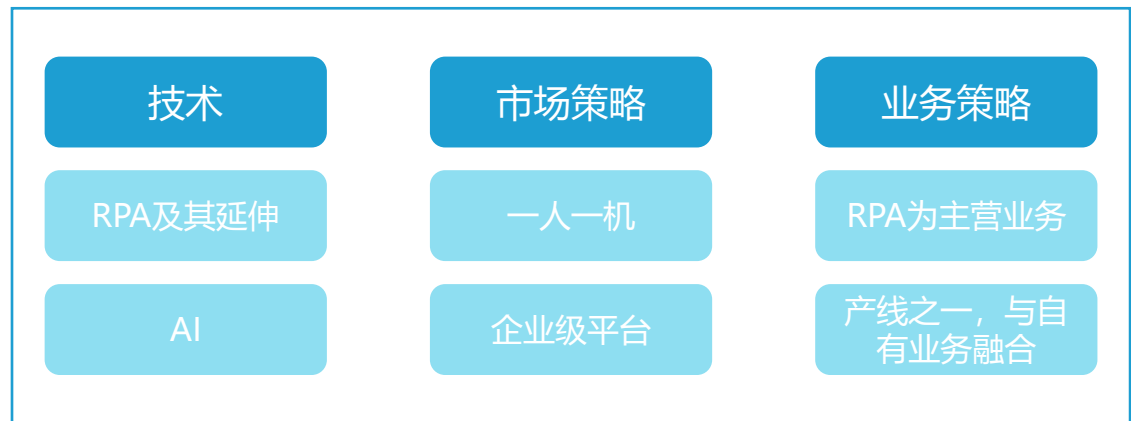 技术
市场策略
业务策略
RPA及其延伸
一人一机
RPA为主营业务
AI
企业级平台
产线之一，与自
有业务融合